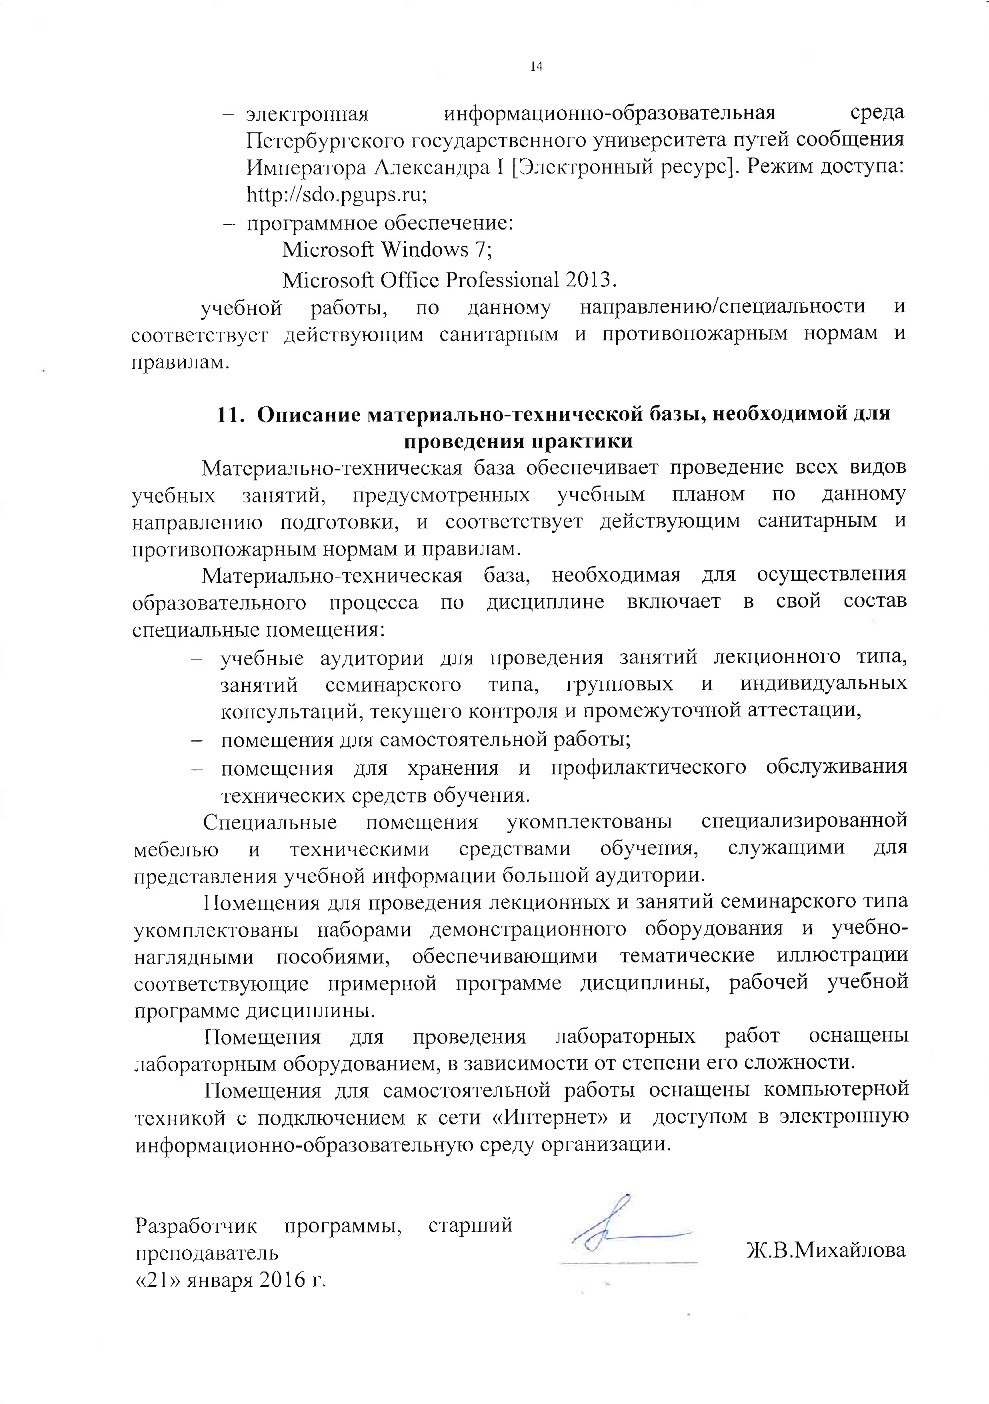 14
– электронная информационно-образовательная среда
Петербургского государственного университета путей сообщения
Императора Александра I [Электронный ресурс]. Режим доступа:
http://sdo.pgups.ru;
– программное обеспечение:
Microsoft Windows 7;
Microsoft Office Professional 2013.
учебной работы, по данному направлению/специальности и
соответствует действующим санитарным и противопожарным нормам и
правилам.
11. Описание материально-технической базы, необходимой для
проведения практики
Материально-техническая база обеспечивает проведение всех видов
учебных занятий, предусмотренных учебным планом по данному
направлению подготовки, и соответствует действующим санитарным и
противопожарным нормам и правилам.
Материально-техническая база, необходимая для осуществления
образовательного процесса по дисциплине включает в свой состав
специальные помещения:
– учебные аудитории для проведения занятий лекционного типа,
занятий семинарского типа, групповых и индивидуальных
консультаций, текущего контроля и промежуточной аттестации,
– помещения для самостоятельной работы;
– помещения для хранения и профилактического обслуживания
технических средств обучения.
Специальные помещения укомплектованы специализированной
мебелью и техническими средствами обучения, служащими для
представления учебной информации большой аудитории.
Помещения для проведения лекционных и занятий семинарского типа
укомплектованы наборами демонстрационного оборудования и учебно-
наглядными пособиями, обеспечивающими тематические иллюстрации
соответствующие примерной программе дисциплины, рабочей учебной
программе дисциплины.
Помещения для проведения лабораторных работ оснащены
лабораторным оборудованием, в зависимости от степени его сложности.
Помещения для самостоятельной работы оснащены компьютерной
техникой с подключением к сети «Интернет» и доступом в электронную
информационно-образовательную среду организации.
Разработчик программы, старший
преподаватель
Ж.В.Михайлова
«21» января 2016 г.